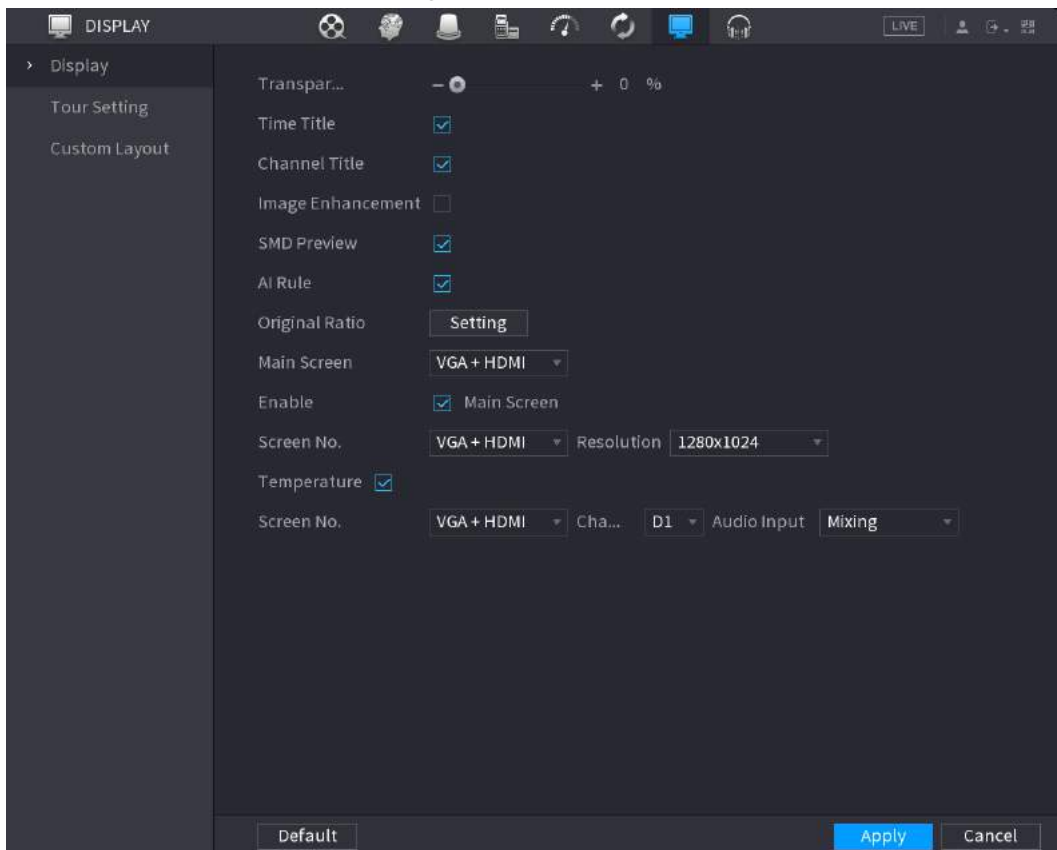 DISPLAY LIVE
Display
Tour Setting
Custom Layout
Transpar... − + 0 %
Time Title
Channel Title
Image Enhancement
SMD Preview
AI Rule
Original Ratio Setting
Main Screen VGA + HDMI
Enable Main Screen
Screen No. VGA + HDMI Resolution 1280x1024
Temperature
Screen No. VGA + HDMI Cha... D1 Audio Input Mixing
Default Apply Cancel